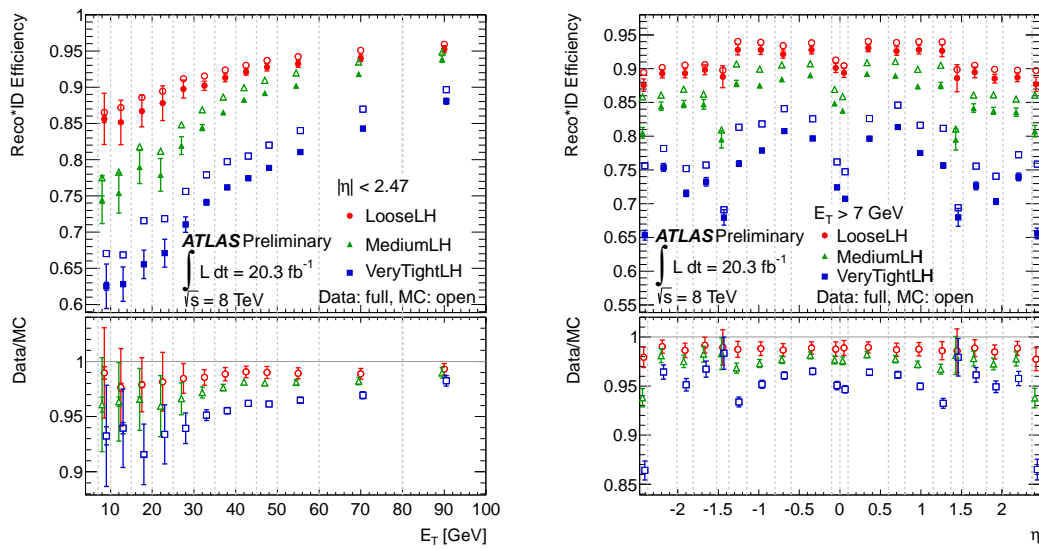 Reco*ID Efficiency
1
0.95
0.9
0.85
0.8
0.75
0.7
0.65
0.6
|η| < 2.47
LooseLH
MediumLH
VeryTightLH
ATLAS Preliminary
∫ L dt = 20.3 fb⁻¹
√s = 8 TeV
Data: full, MC: open
Data/MC
1
0.95
0.9
10 20 30 40 50 60 70 80 90 100
E_T [GeV]
Reco*ID Efficiency
1
0.95
0.9
0.85
0.8
0.75
0.7
0.65
0.6
0.55
E_T > 7 GeV
ATLAS Preliminary
LooseLH
MediumLH
VeryTightLH
∫ L dt = 20.3 fb⁻¹
√s = 8 TeV
Data: full, MC: open
Data/MC
1
0.95
0.9
0.85
-2 -1.5 -1 -0.5 0 0.5 1 1.5 2
η